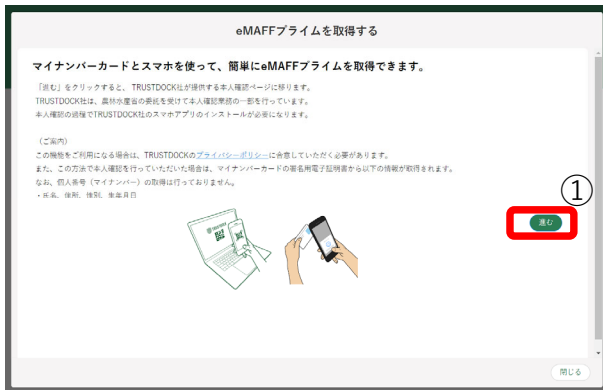 eMAFFプライムを取得する
マイナンバーカードとスマホを使って、簡単にeMAFFプライムを取得できます。
「進む」をクリックすると、TRUSTDOCK社が提供する本人確認ページに移ります。
TRUSTDOCK社は、農林水産省の委託を受けて本人確認業務の一部を行っています。
本人確認の過程でTRUSTDOCK社のスマホアプリのインストールが必要になります。
(ご案内)
この機能をご利用になる場合は、TRUSTDOCKのプライバシーポリシーに合意していただく必要があります。
また、この方法で本人確認を行っていただいた場合は、マイナンバーカードの署名用電子証明書から以下の情報が取得されます。
なお、個人番号(マイナンバー)の取得は行っておりません。
・氏名、住所、性別、生年月日
①
進む
閉じる